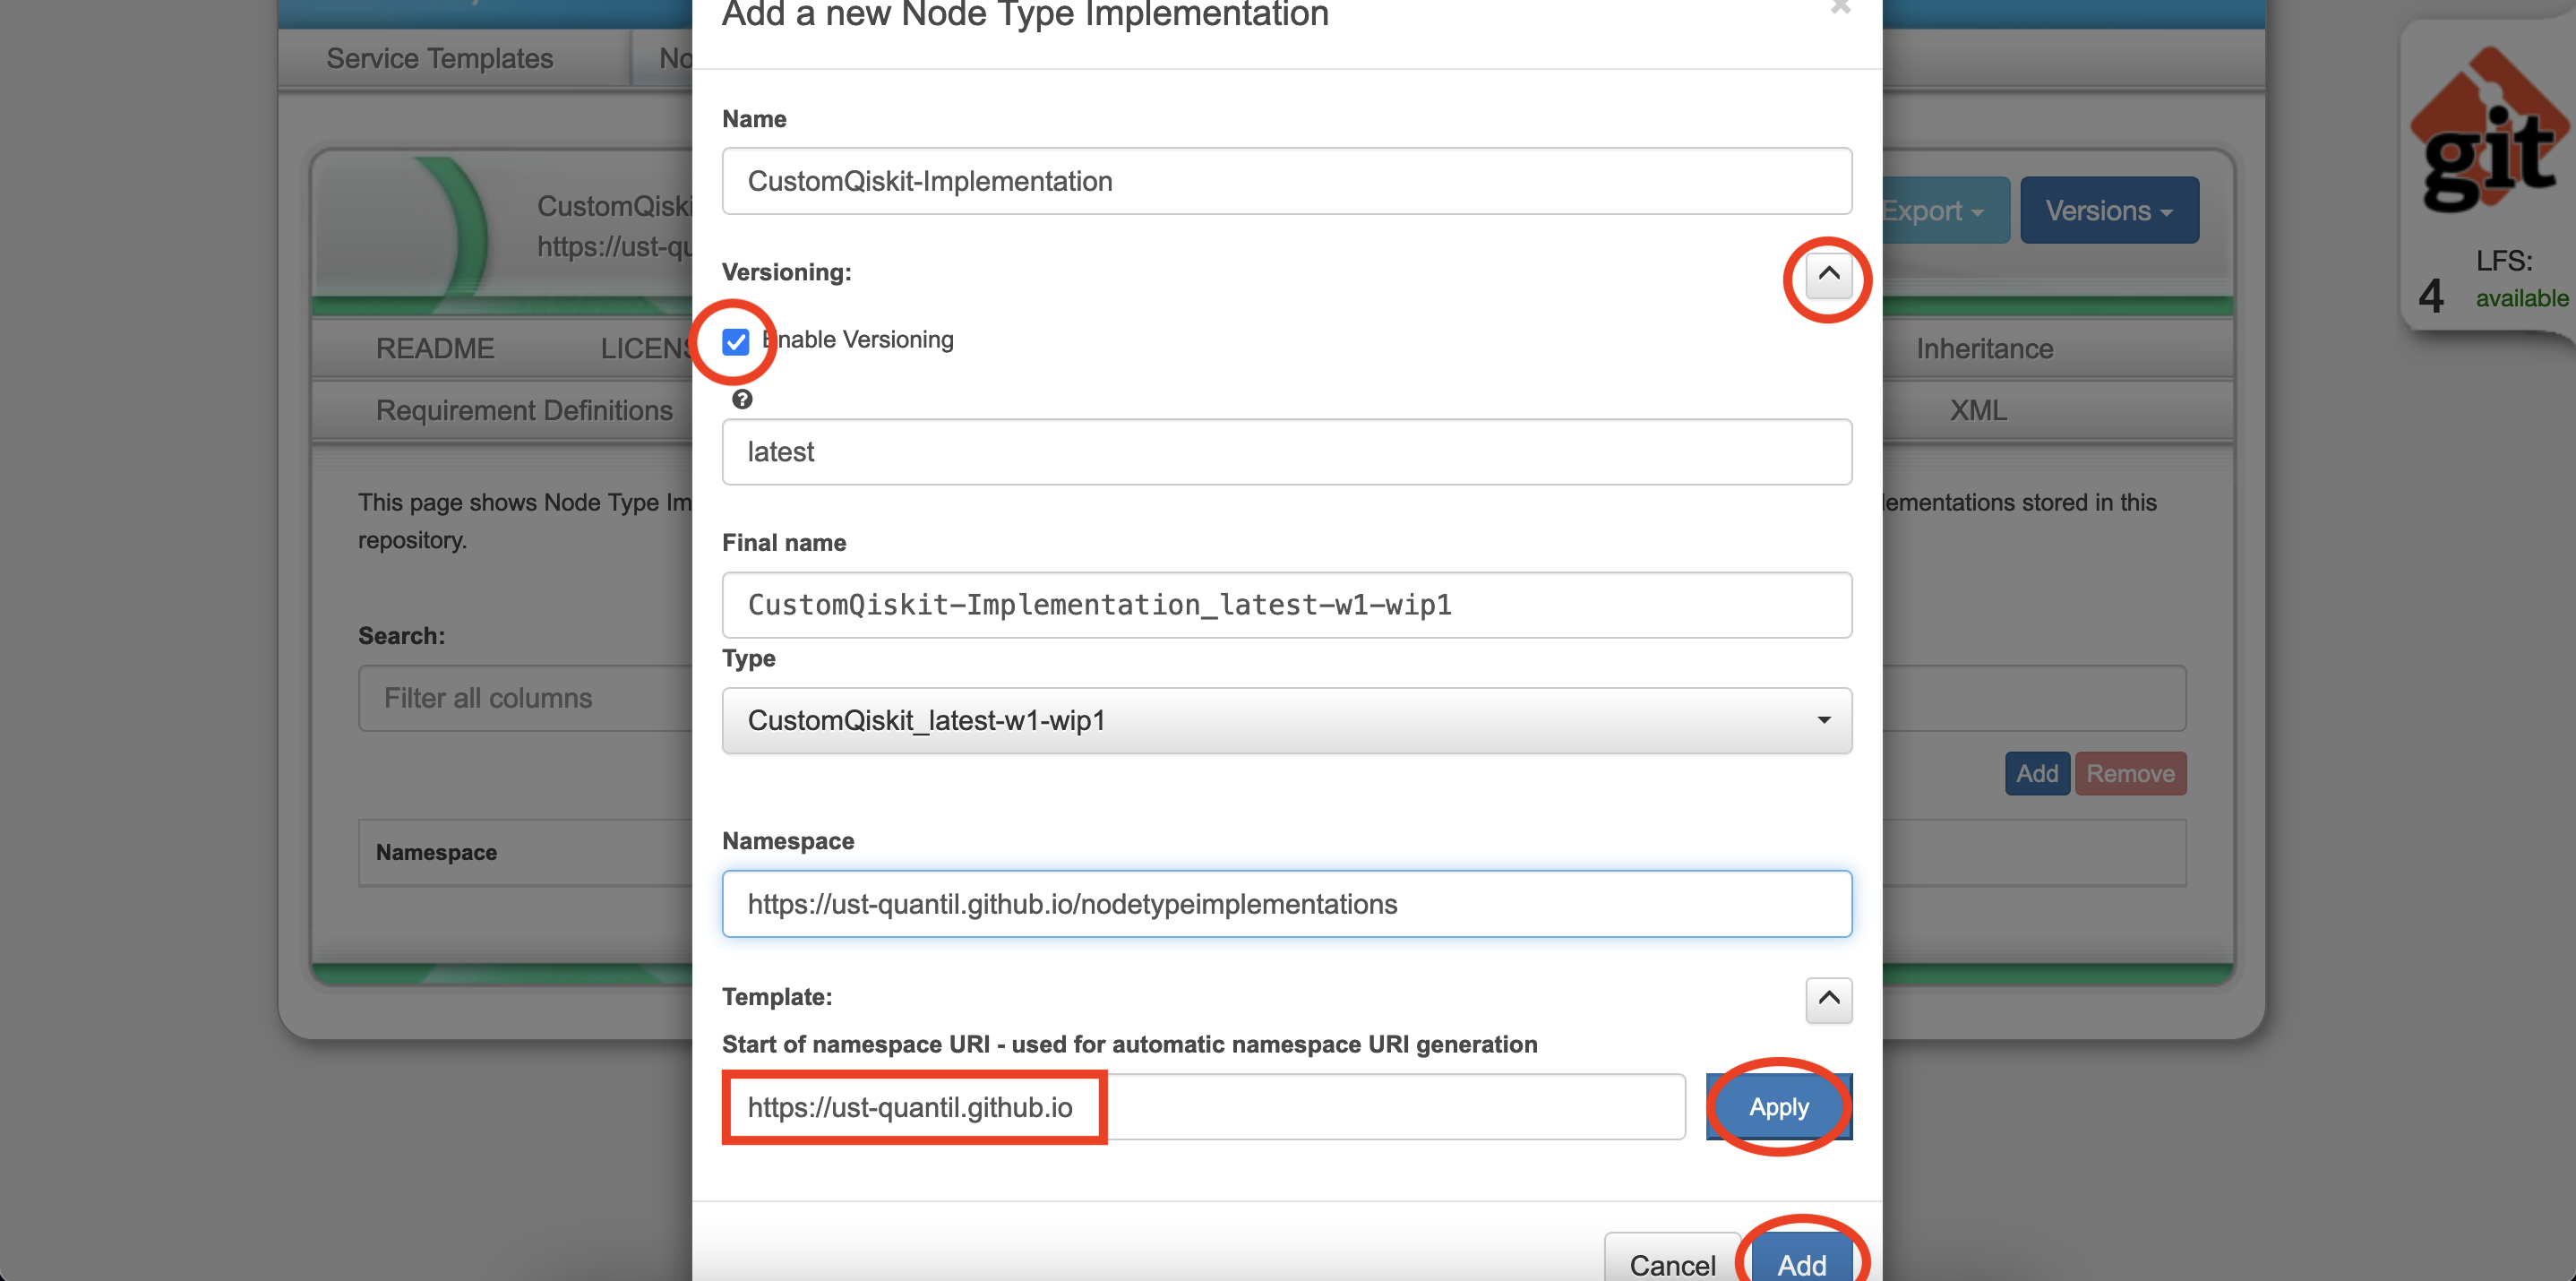 Add a new Node Type Implementation
×
Service Templates
No
Name
CustomQiskit-Implementation
CustomQiski
https://ust-qu
Export
Versions
git
LFS:
4
available
Versioning:
Enable Versioning
README
LICENS
Inheritance
Requirement Definitions
XML
?
latest
This page shows Node Type Im
lementations stored in this
repository.
Final name
CustomQiskit-Implementation_latest-w1-wip1
Search:
Type
Filter all columns
CustomQiskit_latest-w1-wip1
Add
Remove
Namespace
Namespace
https://ust-quantil.github.io/nodetypeimplementations
Template:
Start of namespace URI - used for automatic namespace URI generation
https://ust-quantil.github.io
Apply
Cancel
Add